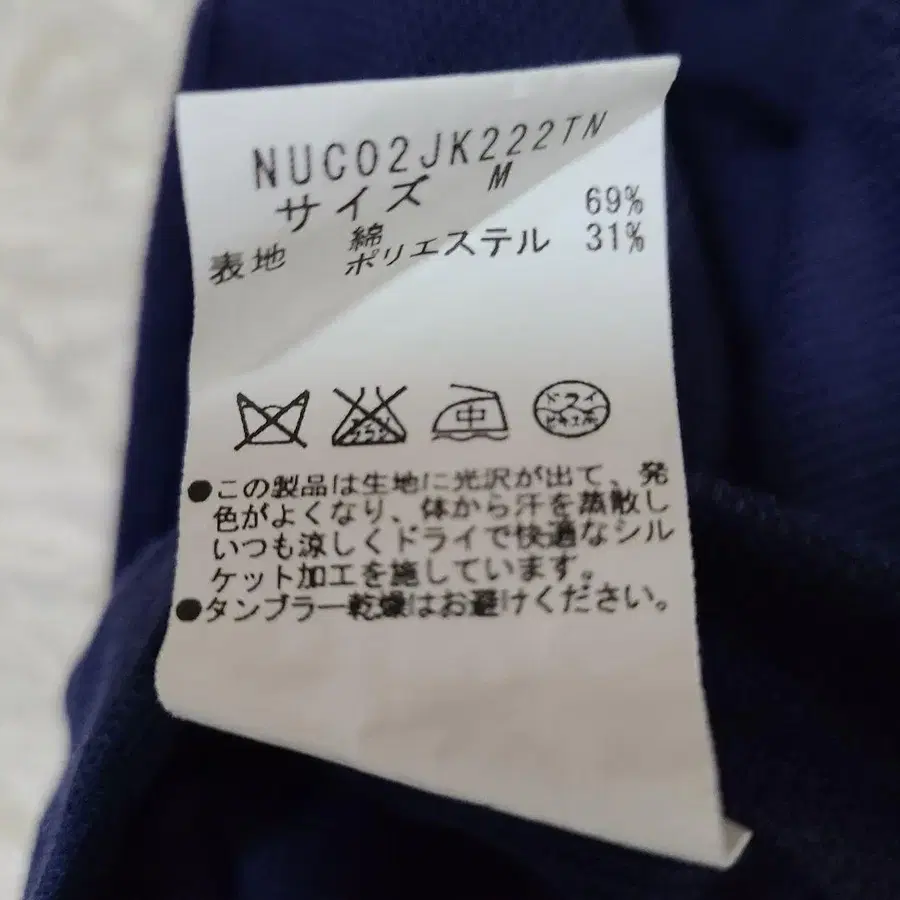 NUC02JK222TN
サイズ M
表地 綿 69%
ポリエステル 31%
中
ドライ
●この製品は生地に光沢が出て、発
色がよくなり、体から汗を蒸散し
いつも涼しくドライで快適なシル
ケット加工を施しています。
●タンブラー乾燥はお避けください。